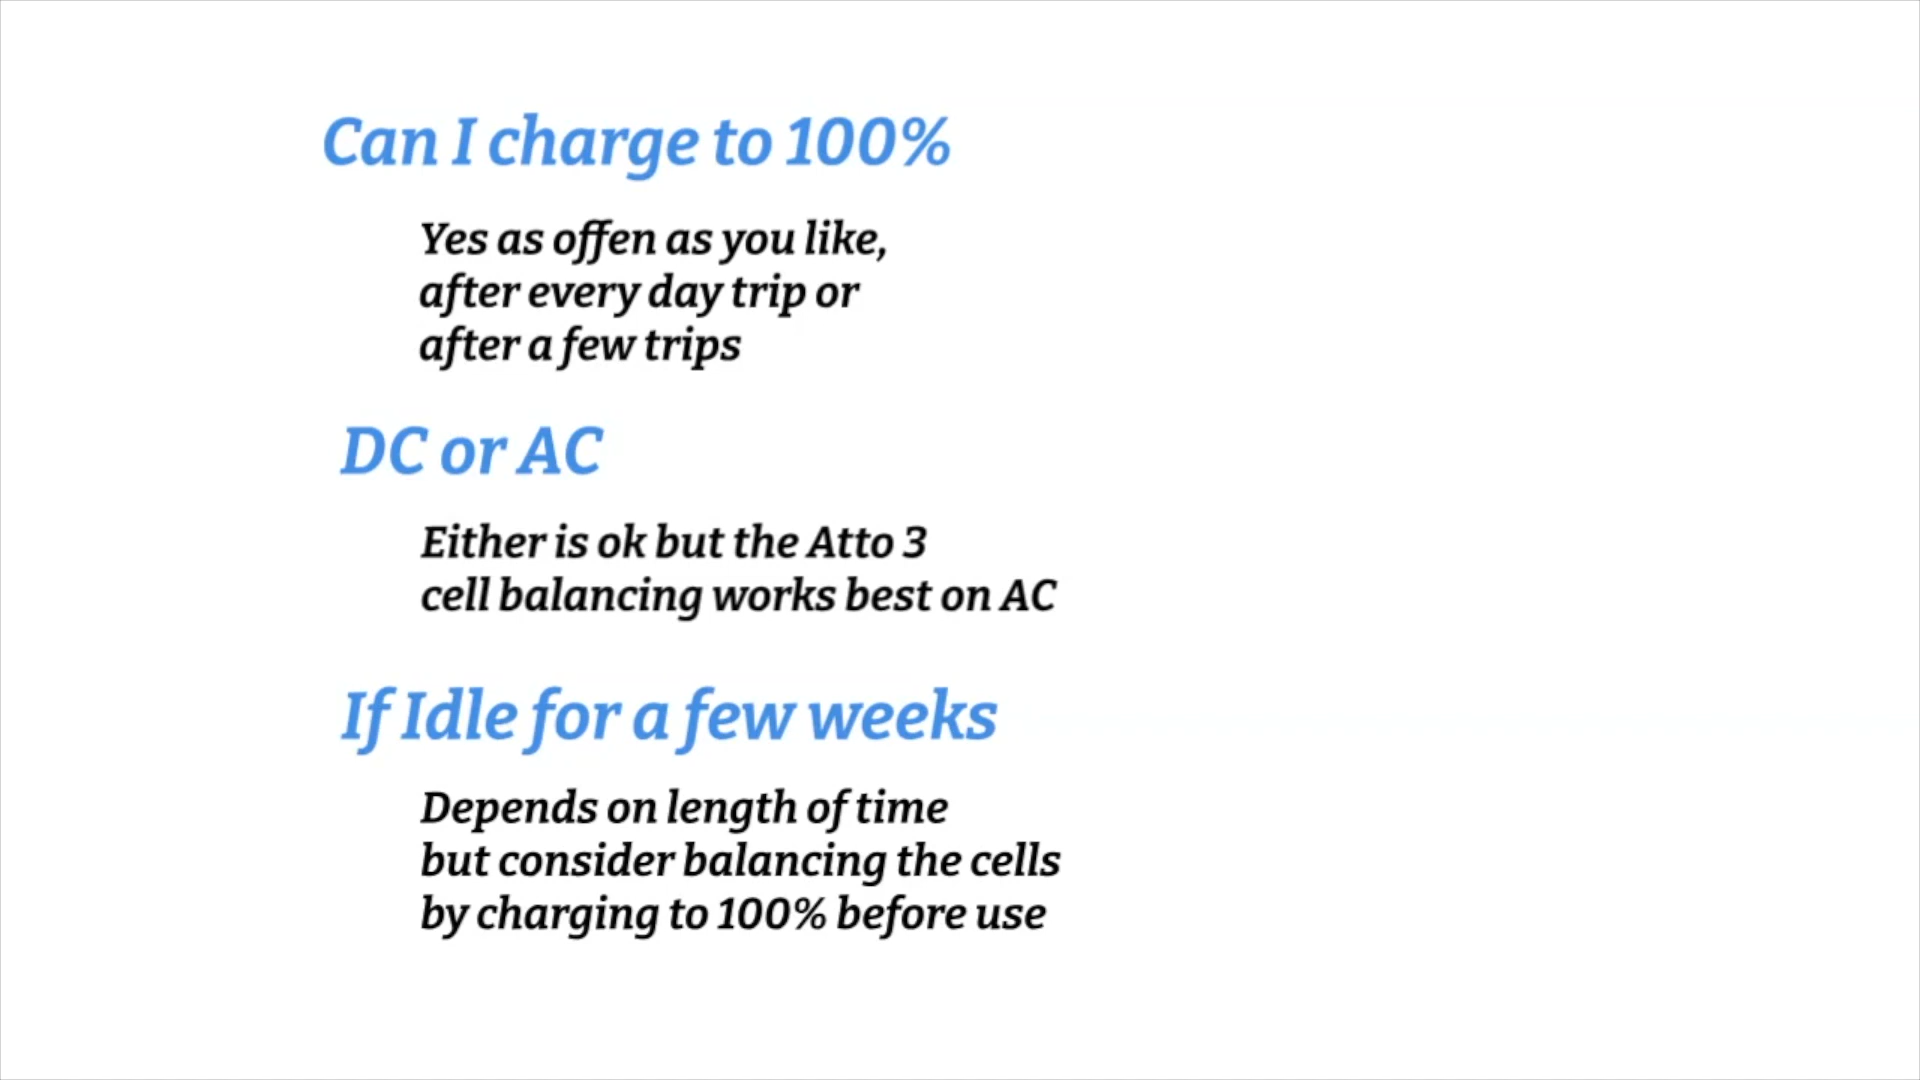 Can I charge to 100%
Yes as offen as you like,
after every day trip or
after a few trips
DC or AC
Either is ok but the Atto 3
cell balancing works best on AC
If Idle for a few weeks
Depends on length of time
but consider balancing the cells
by charging to 100% before use